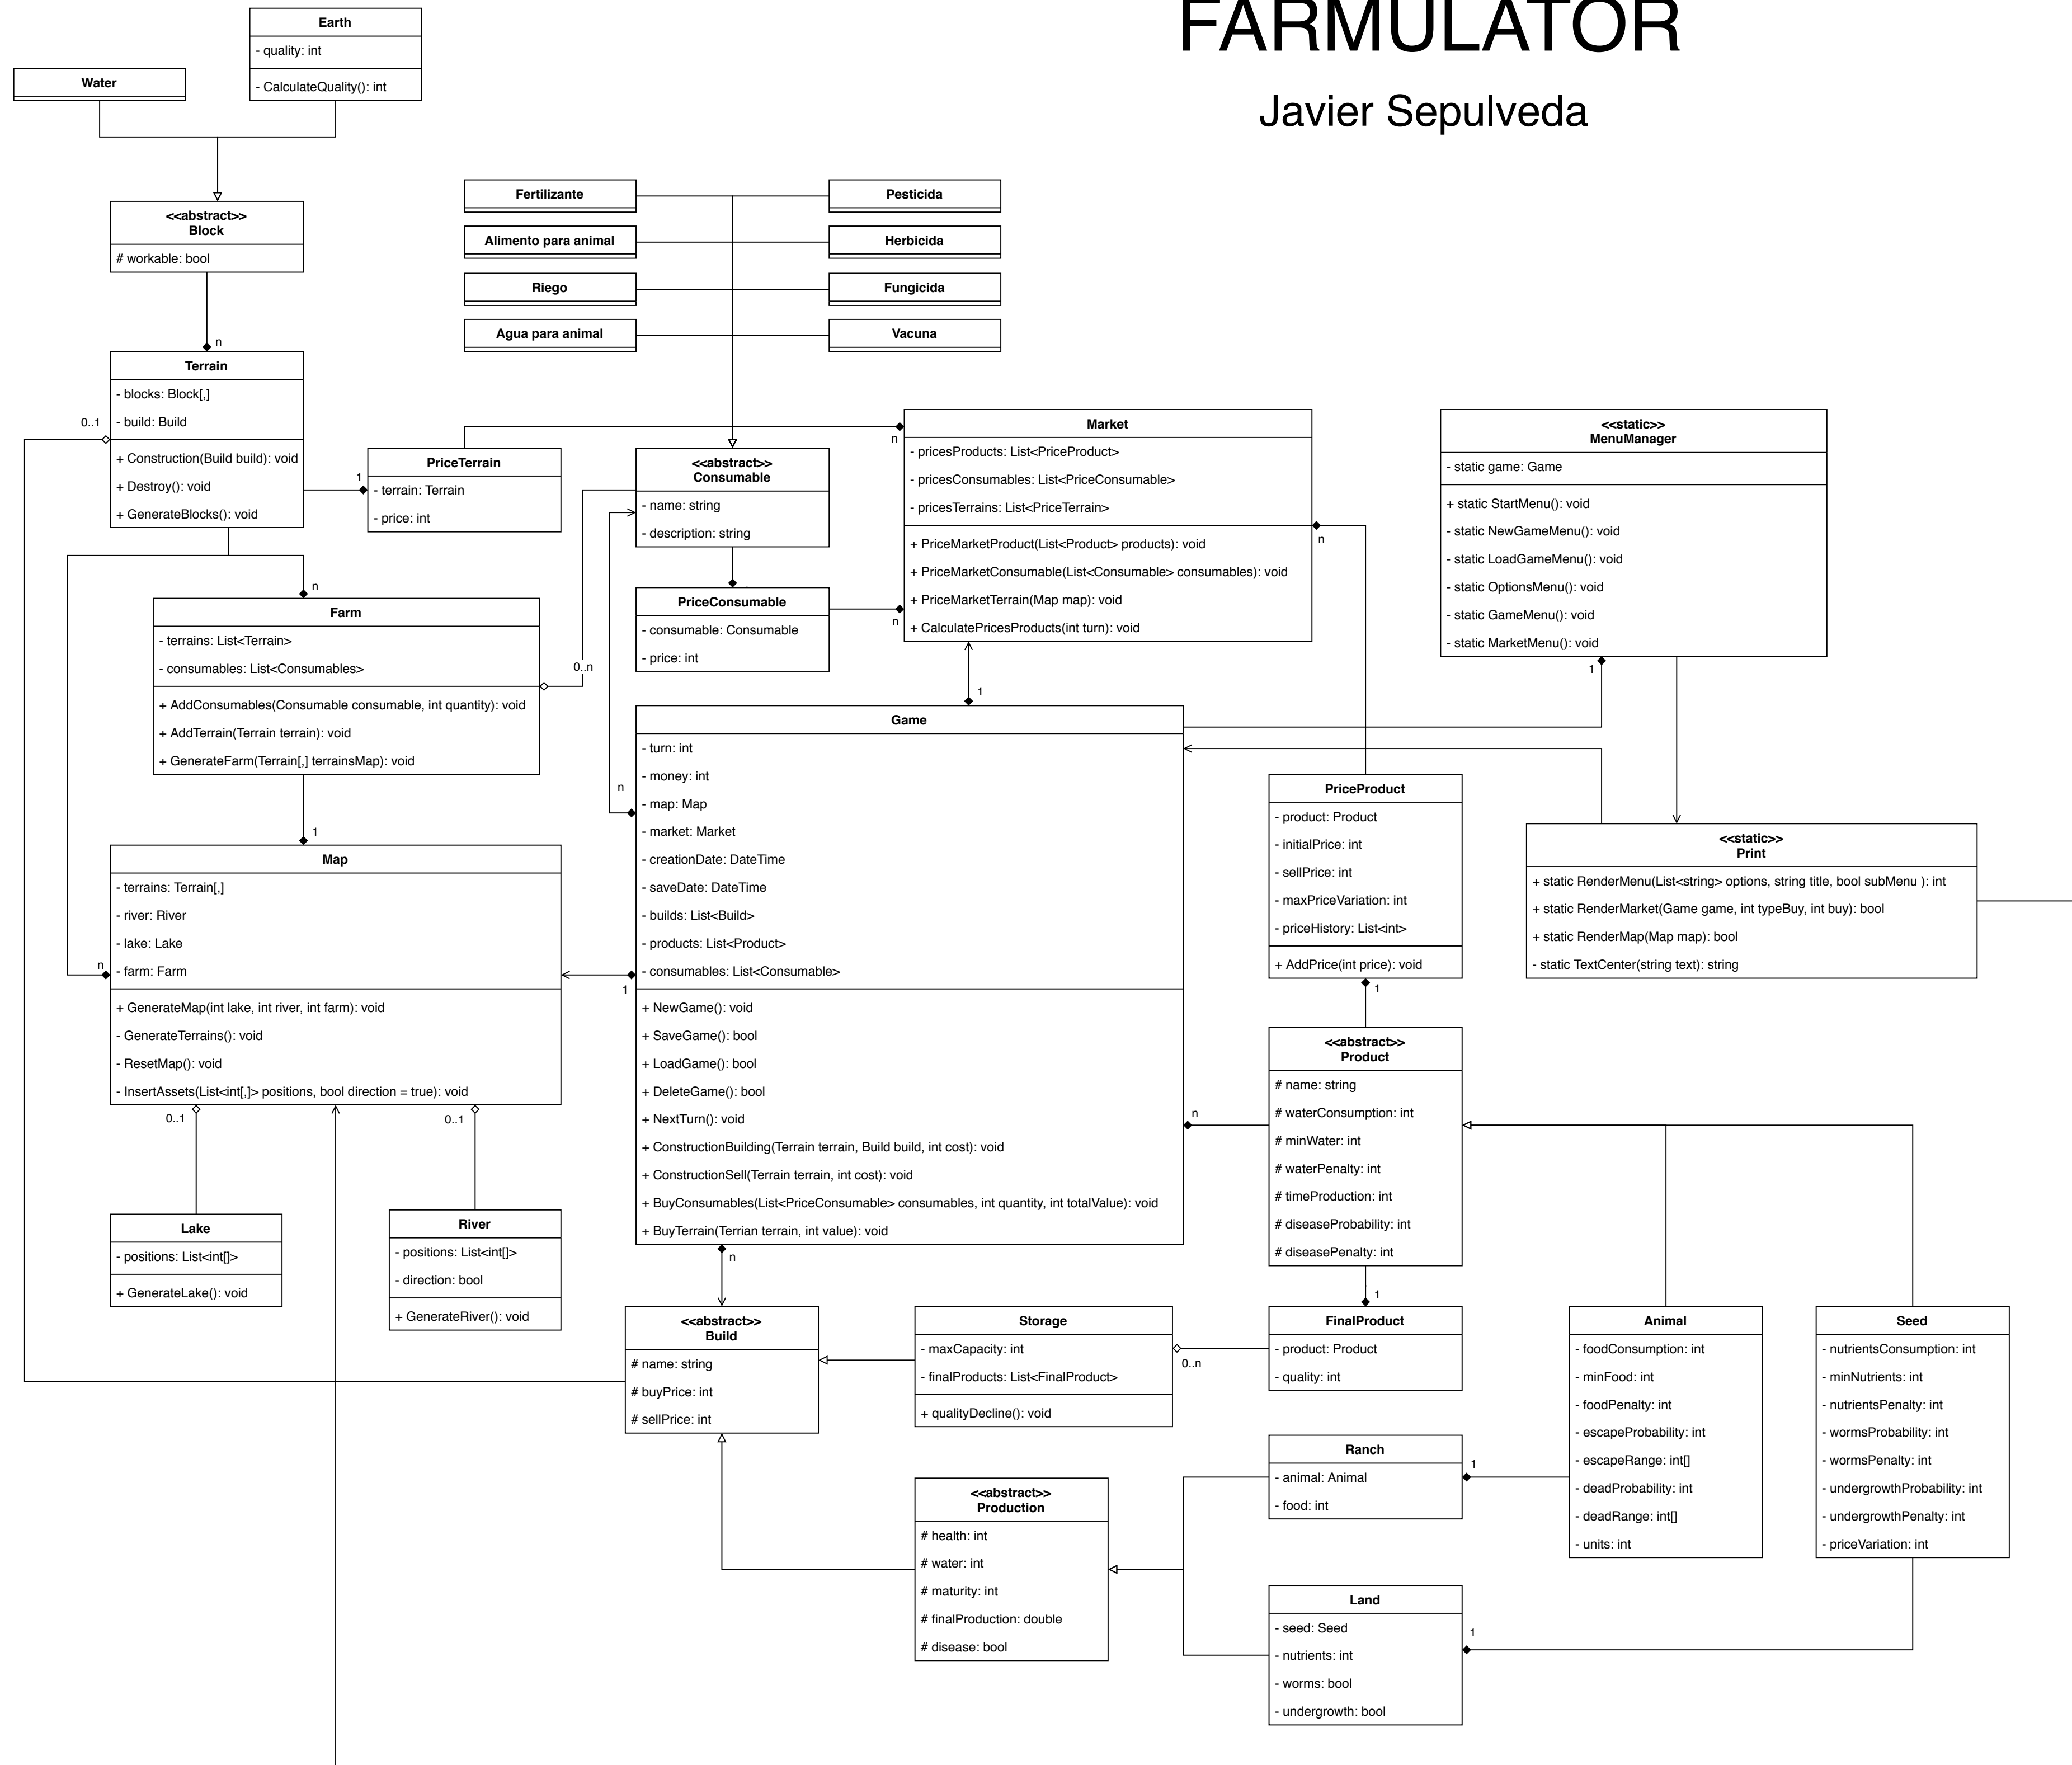 FARMULATOR
Javier Sepulveda
Earth
- quality: int
- CalculateQuality(): int
Water
<<abstract>>
Block
# workable: bool
n
Fertilizante
Pesticida
Alimento para animal
Herbicida
Riego
Fungicida
Agua para animal
Vacuna
Terrain
- blocks: Block[,]
- build: Build
+ Construction(Build build): void
+ Destroy(): void
+ GenerateBlocks(): void
0..1
1
PriceTerrain
- terrain: Terrain
- price: int
<<abstract>>
Consumable
- name: string
- description: string
PriceConsumable
- consumable: Consumable
- price: int
n
n
n
Market
- pricesProducts: List<PriceProduct>
- pricesConsumables: List<PriceConsumable>
- pricesTerrains: List<PriceTerrain>
+ PriceMarketProduct(List<Product> products): void
+ PriceMarketConsumable(List<Consumable> consumables): void
+ PriceMarketTerrain(Map map): void
+ CalculatePricesProducts(int turn): void
<<static>>
MenuManager
- static game: Game
+ static StartMenu(): void
- static NewGameMenu(): void
- static LoadGameMenu(): void
- static OptionsMenu(): void
- static GameMenu(): void
- static MarketMenu(): void
1
n
Farm
- terrains: List<Terrain>
- consumables: List<Consumables>
+ AddConsumables(Consumable consumable, int quantity): void
+ AddTerrain(Terrain terrain): void
+ GenerateFarm(Terrain[,] terrainsMap): void
0..n
1
n
1
Game
- turn: int
- money: int
- map: Map
- market: Market
- creationDate: DateTime
- saveDate: DateTime
- builds: List<Build>
- products: List<Product>
- consumables: List<Consumable>
+ NewGame(): void
+ SaveGame(): bool
+ LoadGame(): bool
+ DeleteGame(): bool
+ NextTurn(): void
+ ConstructionBuilding(Terrain terrain, Build build, int cost): void
+ ConstructionSell(Terrain terrain, int cost): void
+ BuyConsumables(List<PriceConsumable> consumables, int quantity, int totalValue): void
+ BuyTerrain(Terrian terrain, int value): void
1
n
n
Map
- terrains: Terrain[,]
- river: River
- lake: Lake
- farm: Farm
+ GenerateMap(int lake, int river, int farm): void
- GenerateTerrains(): void
- ResetMap(): void
- InsertAssets(List<int[,]> positions, bool direction = true): void
n
0..1
0..1
Lake
- positions: List<int[]>
+ GenerateLake(): void
River
- positions: List<int[]>
- direction: bool
+ GenerateRiver(): void
PriceProduct
- product: Product
- initialPrice: int
- sellPrice: int
- maxPriceVariation: int
- priceHistory: List<int>
+ AddPrice(int price): void
1
<<static>>
Print
+ static RenderMenu(List<string> options, string title, bool subMenu ): int
+ static RenderMarket(Game game, int typeBuy, int buy): bool
+ static RenderMap(Map map): bool
- static TextCenter(string text): string
<<abstract>>
Product
# name: string
# waterConsumption: int
# minWater: int
# waterPenalty: int
# timeProduction: int
# diseaseProbability: int
# diseasePenalty: int
1
<<abstract>>
Build
# name: string
# buyPrice: int
# sellPrice: int
Storage
- maxCapacity: int
- finalProducts: List<FinalProduct>
+ qualityDecline(): void
0..n
FinalProduct
- product: Product
- quality: int
Animal
- foodConsumption: int
- minFood: int
- foodPenalty: int
- escapeProbability: int
- escapeRange: int[]
- deadProbability: int
- deadRange: int[]
- units: int
Seed
- nutrientsConsumption: int
- minNutrients: int
- nutrientsPenalty: int
- wormsProbability: int
- wormsPenalty: int
- undergrowthProbability: int
- undergrowthPenalty: int
- priceVariation: int
Ranch
- animal: Animal
- food: int
1
<<abstract>>
Production
# health: int
# water: int
# maturity: int
# finalProduction: double
# disease: bool
Land
- seed: Seed
- nutrients: int
- worms: bool
- undergrowth: bool
1